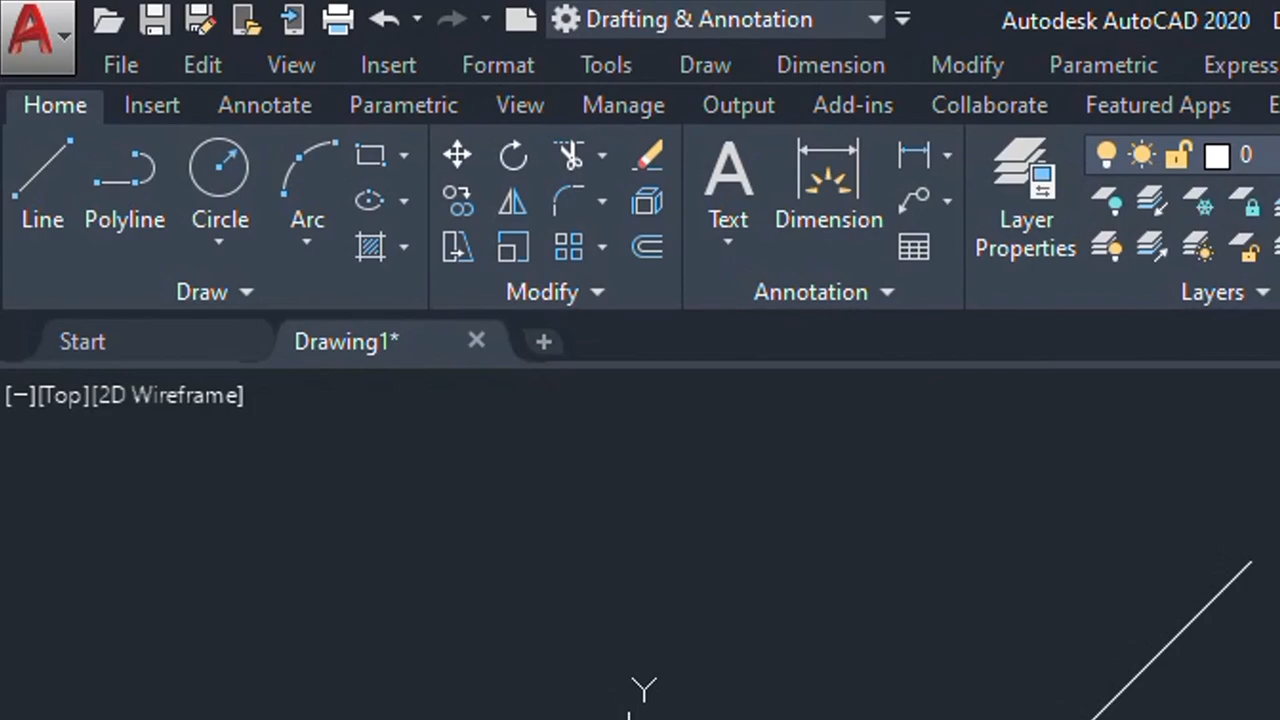 Drafting & Annotation
Autodesk AutoCAD 2020
File Edit View Insert Format Tools Draw Dimension Modify Parametric Express
Home Insert Annotate Parametric View Manage Output Add-ins Collaborate Featured Apps
0
Line Polyline Circle Arc Text Dimension Layer Properties
Draw Modify Annotation Layers
Start Drawing1*
[−][Top][2D Wireframe]
Y